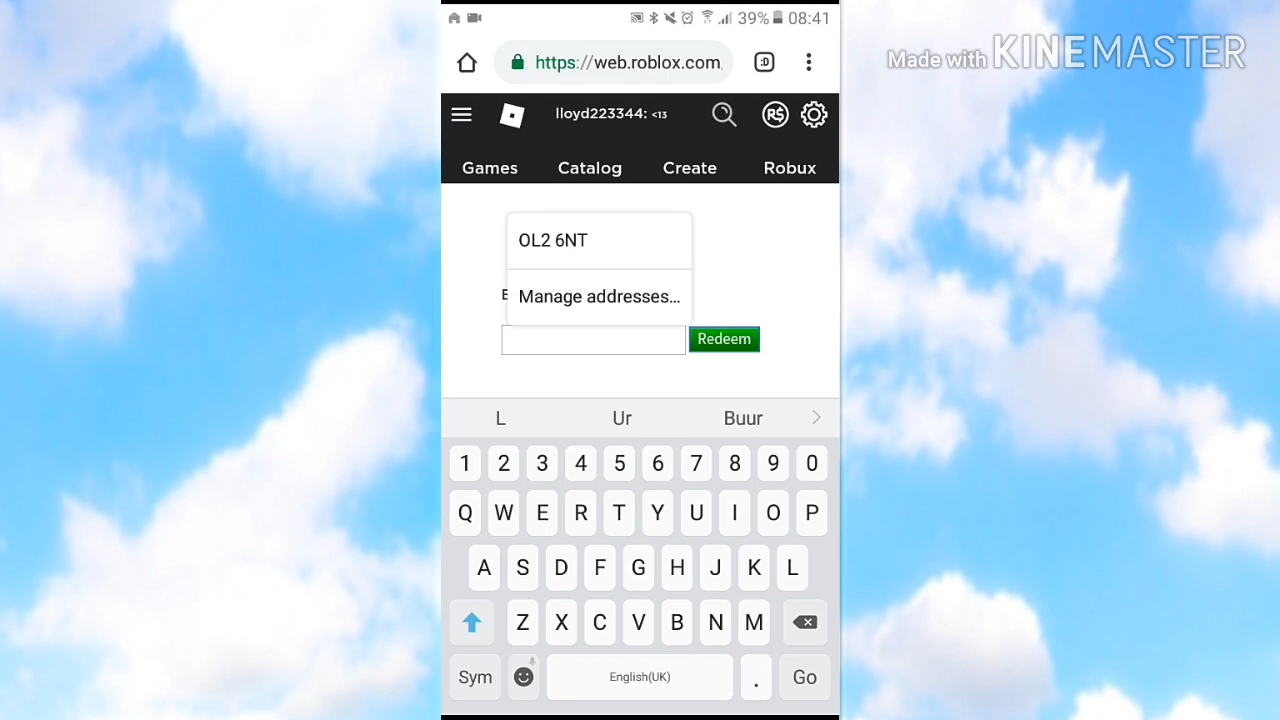 39% 08:41
Made with KINEMASTER
https://web.roblox.com
lloyd223344: <13
R$
Games Catalog Create Robux
OL2 6NT
Manage addresses...
Redeem
L Ur Buur
1 2 3 4 5 6 7 8 9 0
Q W E R T Y U I O P
A S D F G H J K L
Z X C V B N M
Sym English(UK) . Go